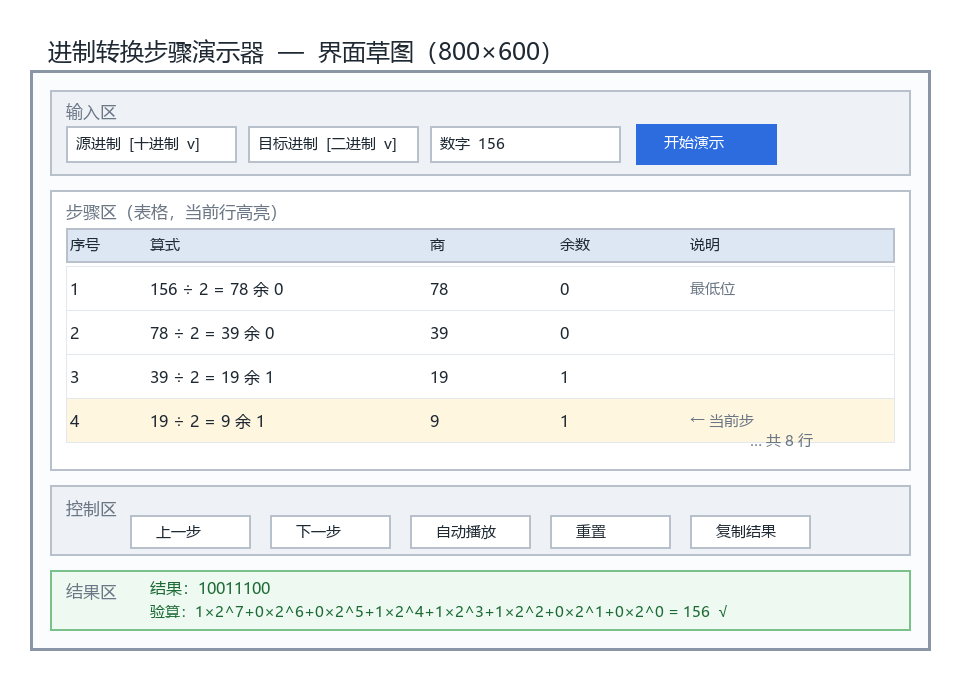 进制转换步骤演示器 — 界面草图（800×600）
输入区
源进制 [十进制 v] 目标进制 [二进制 v] 数字 156 开始演示
步骤区（表格，当前行高亮）
序号 算式 商 余数 说明
1 156 ÷ 2 = 78 余 0 78 0 最低位
2 78 ÷ 2 = 39 余 0 39 0
3 39 ÷ 2 = 19 余 1 19 1
4 19 ÷ 2 = 9 余 1 9 1 ← 当前步
... 共 8 行
控制区
上一步 下一步 自动播放 重置 复制结果
结果区
结果：10011100
验算：1×2^7+0×2^6+0×2^5+1×2^4+1×2^3+1×2^2+0×2^1+0×2^0 = 156 √